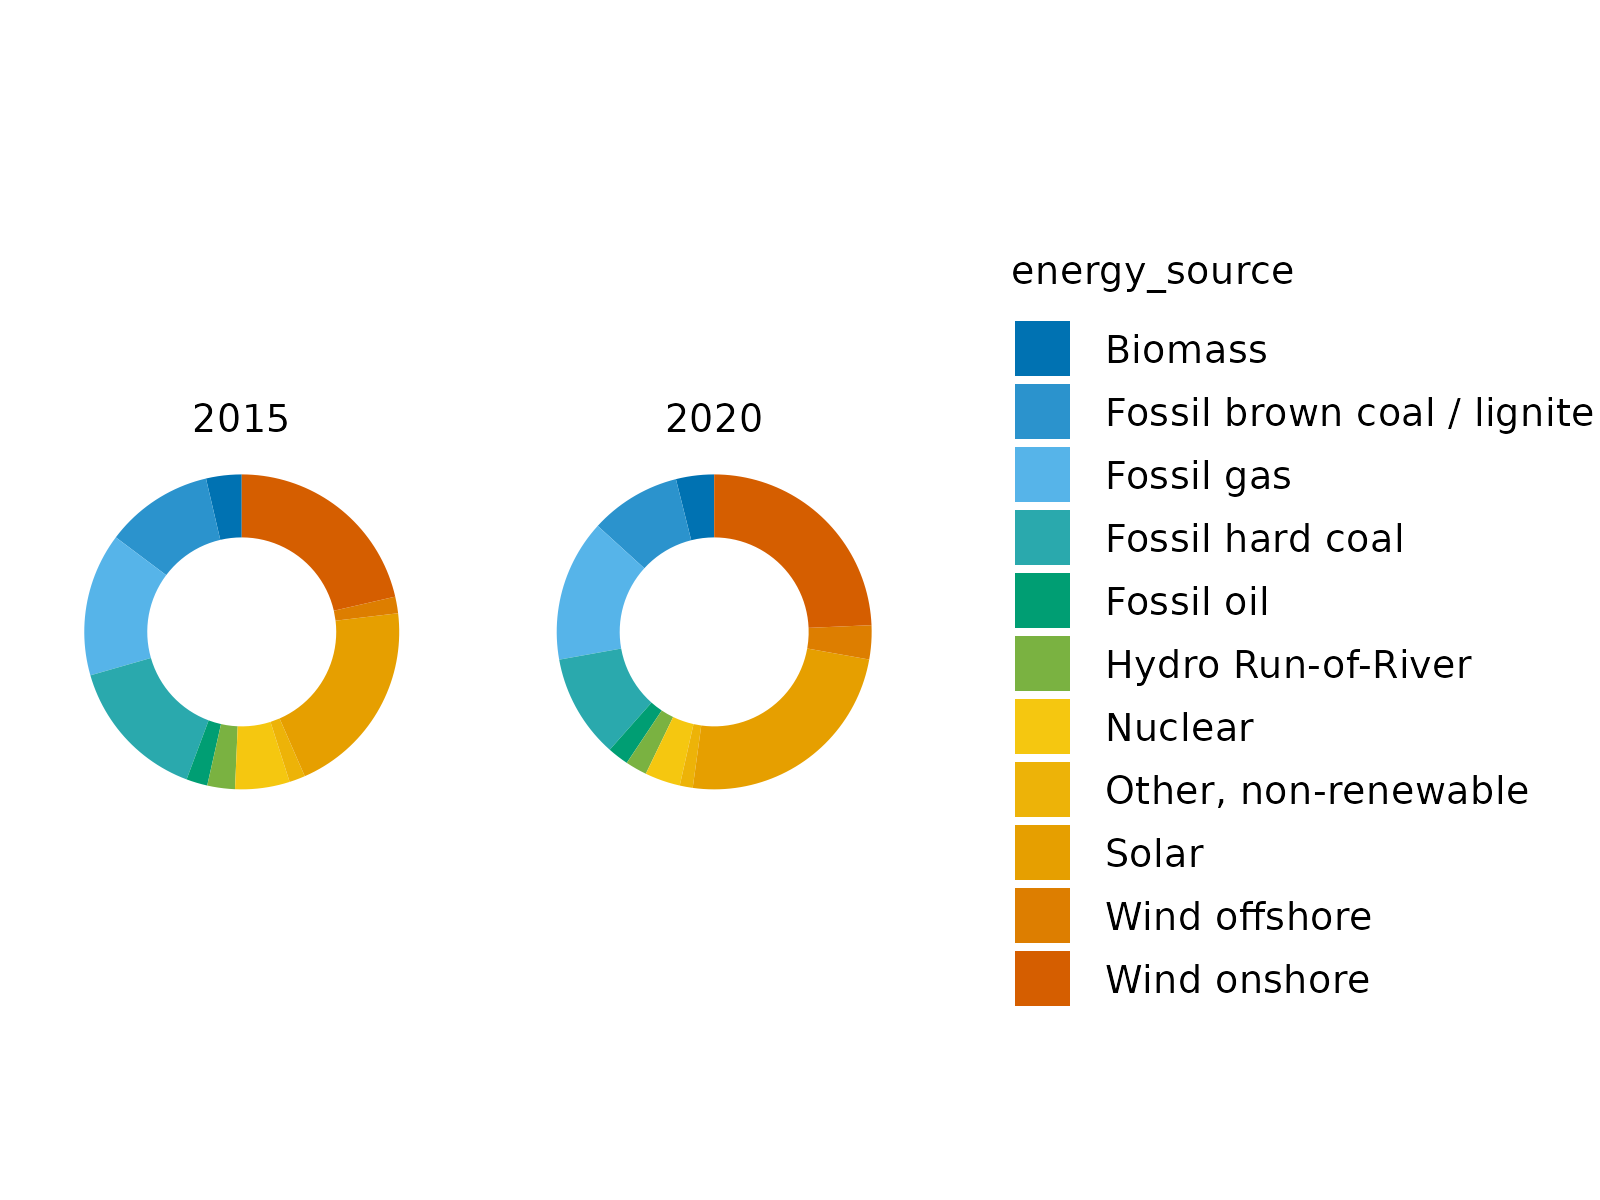 2015
2020
energy_source
Biomass
Fossil brown coal / lignite
Fossil gas
Fossil hard coal
Fossil oil
Hydro Run-of-River
Nuclear
Other, non-renewable
Solar
Wind offshore
Wind onshore